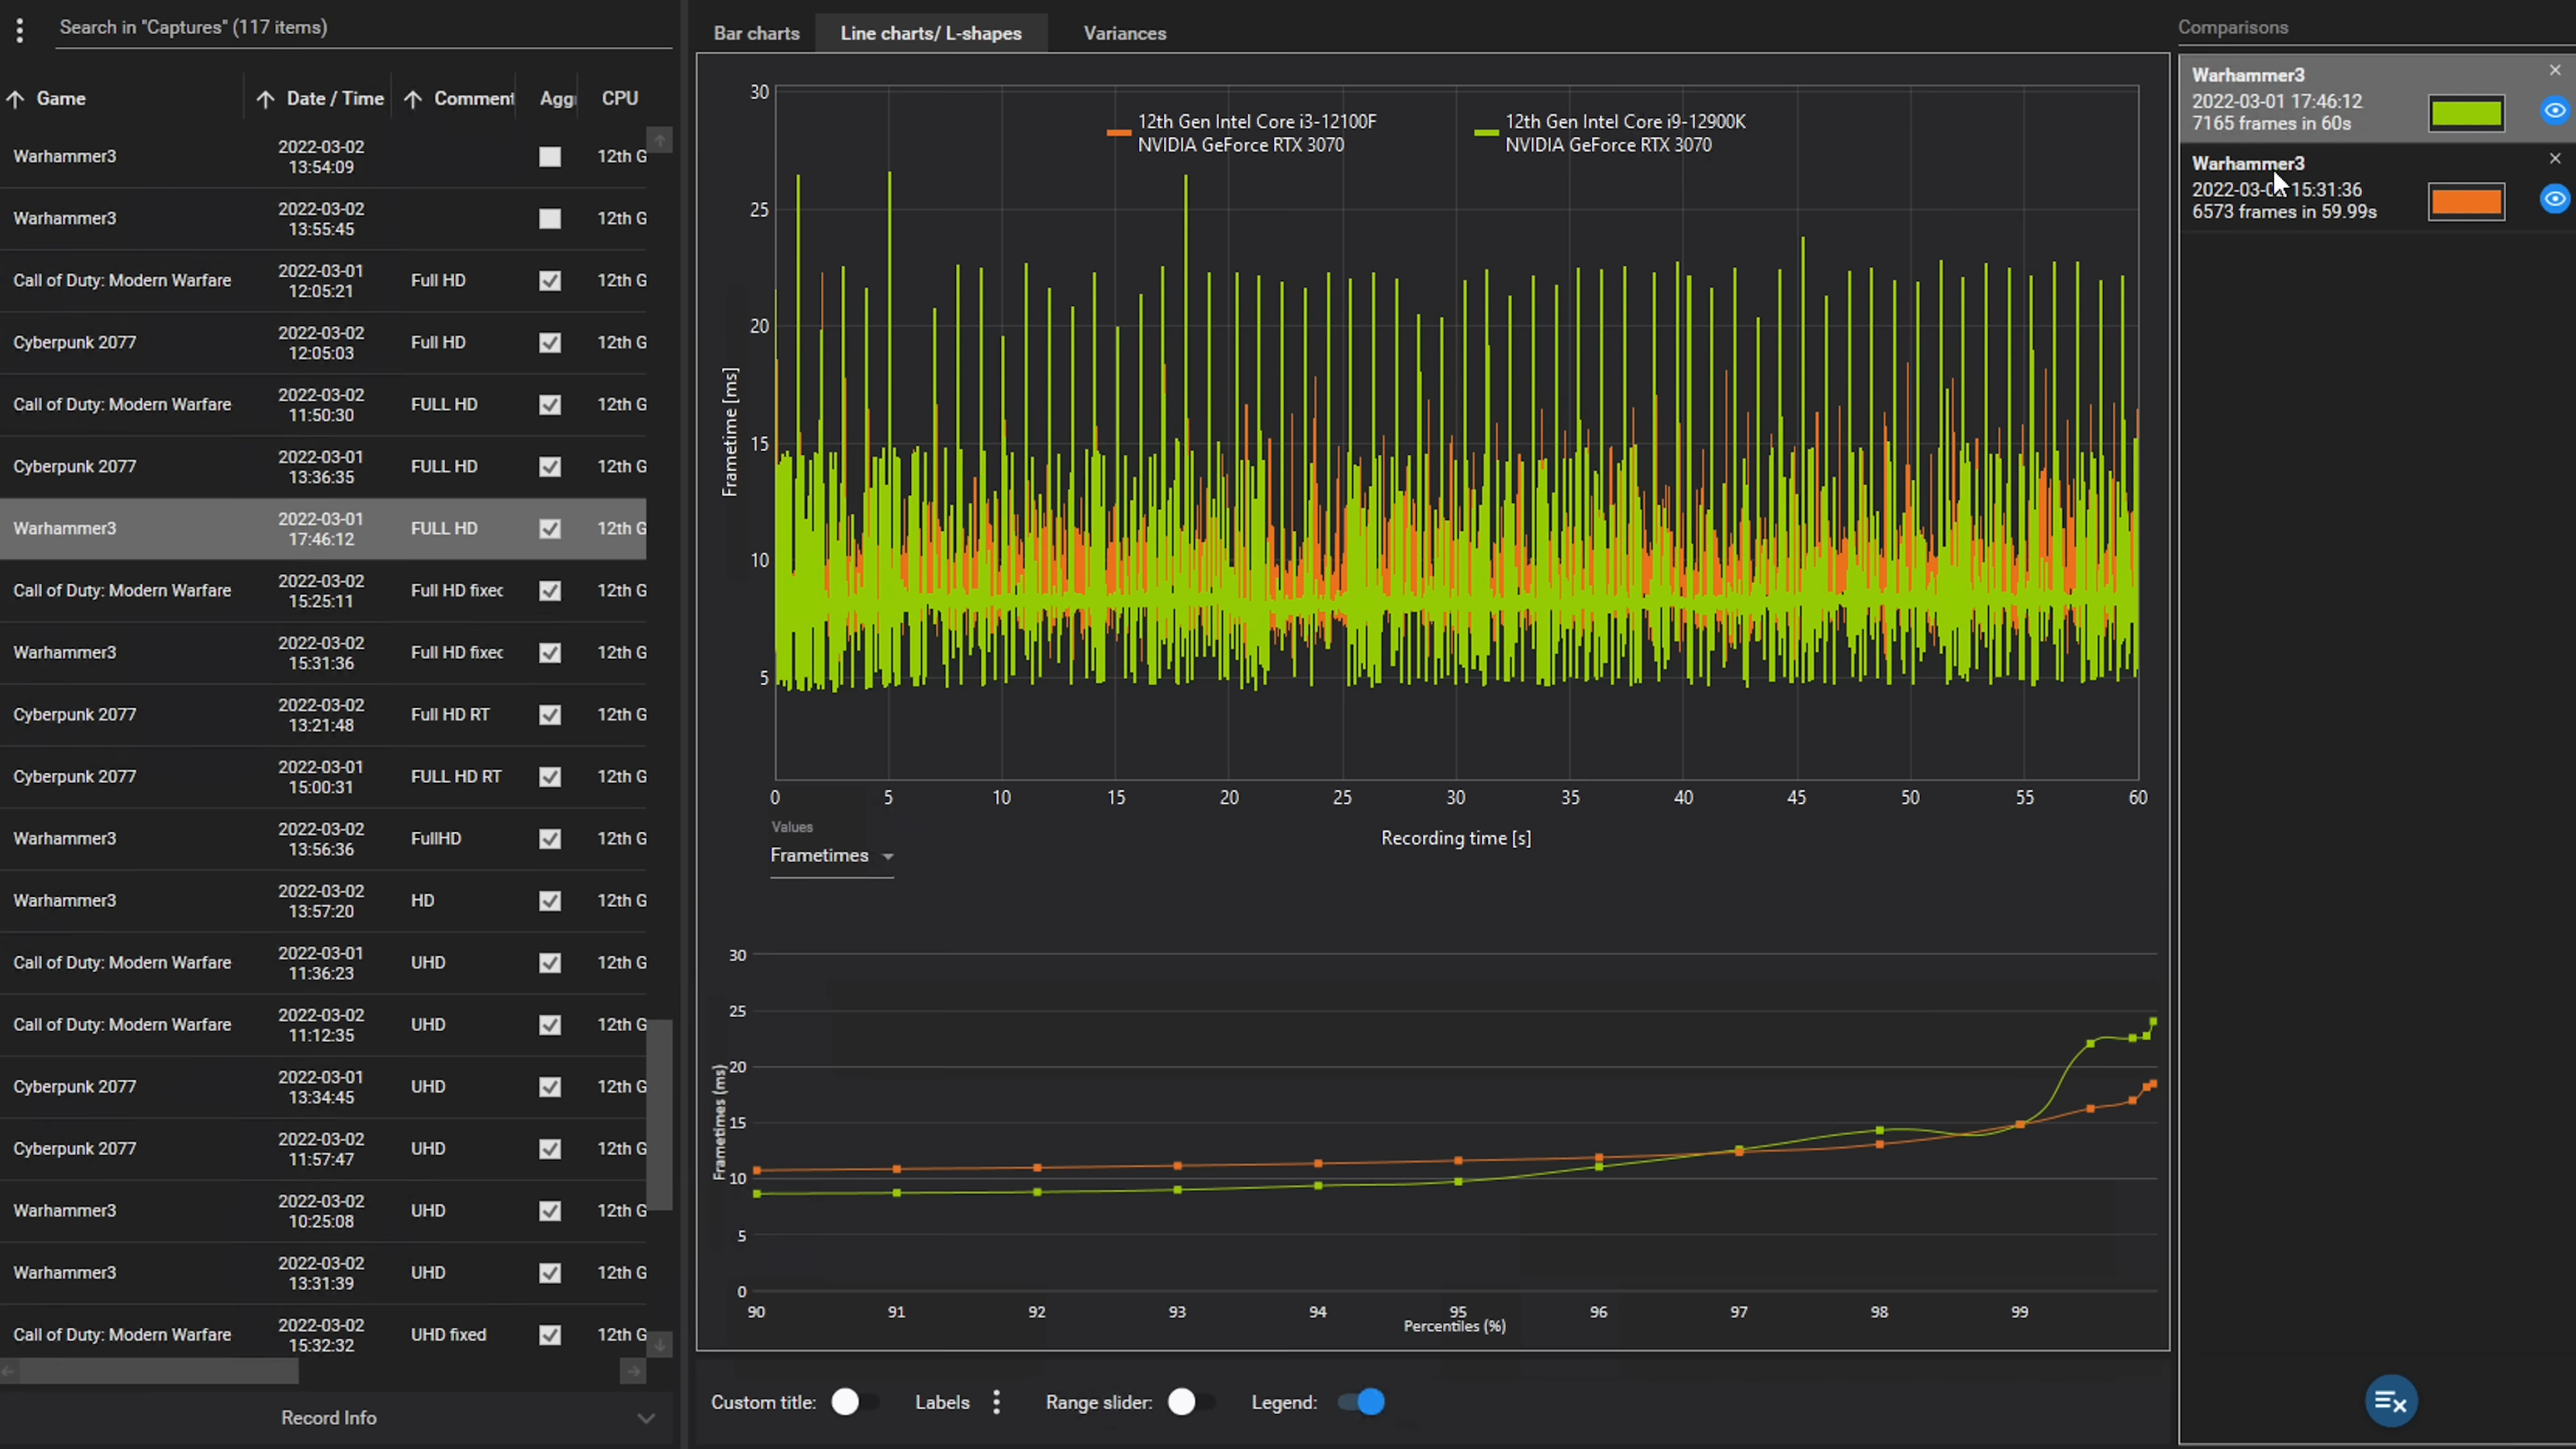 Search in "Captures" (117 items)
Game Date / Time Comment Aggr CPU
Warhammer3 2022-03-02 13:54:09 12th G
Warhammer3 2022-03-02 13:55:45 12th G
Call of Duty: Modern Warfare 2022-03-01 12:05:21 Full HD 12th G
Cyberpunk 2077 2022-03-02 12:05:03 Full HD 12th G
Call of Duty: Modern Warfare 2022-03-02 11:50:30 FULL HD 12th G
Cyberpunk 2077 2022-03-01 13:36:35 FULL HD 12th G
Warhammer3 2022-03-01 17:46:12 FULL HD 12th G
Call of Duty: Modern Warfare 2022-03-02 15:25:11 Full HD fixec 12th G
Warhammer3 2022-03-02 15:31:36 Full HD fixec 12th G
Cyberpunk 2077 2022-03-02 13:21:48 Full HD RT 12th G
Cyberpunk 2077 2022-03-01 15:00:31 FULL HD RT 12th G
Warhammer3 2022-03-02 13:56:36 FullHD 12th G
Warhammer3 2022-03-02 13:57:20 HD 12th G
Call of Duty: Modern Warfare 2022-03-01 11:36:23 UHD 12th G
Call of Duty: Modern Warfare 2022-03-02 11:12:35 UHD 12th G
Cyberpunk 2077 2022-03-01 13:34:45 UHD 12th G
Cyberpunk 2077 2022-03-02 11:57:47 UHD 12th G
Warhammer3 2022-03-02 10:25:08 UHD 12th G
Warhammer3 2022-03-02 13:31:39 UHD 12th G
Call of Duty: Modern Warfare 2022-03-02 15:32:32 UHD fixed 12th G
Record Info
Bar charts Line charts/ L-shapes Variances
12th Gen Intel Core i3-12100F
NVIDIA GeForce RTX 3070
12th Gen Intel Core i9-12900K
NVIDIA GeForce RTX 3070
Frametime [ms]
30
25
20
15
10
5
0 5 10 15 20 25 30 35 40 45 50 55 60
Recording time [s]
Values
Frametimes
Frametimes (ms)
30
25
20
15
10
5
0
90 91 92 93 94 95 96 97 98 99
Percentiles (%)
Custom title: Labels Range slider: Legend:
Comparisons
Warhammer3
2022-03-01 17:46:12
7165 frames in 60s
Warhammer3
2022-03-0 15:31:36
6573 frames in 59.99s